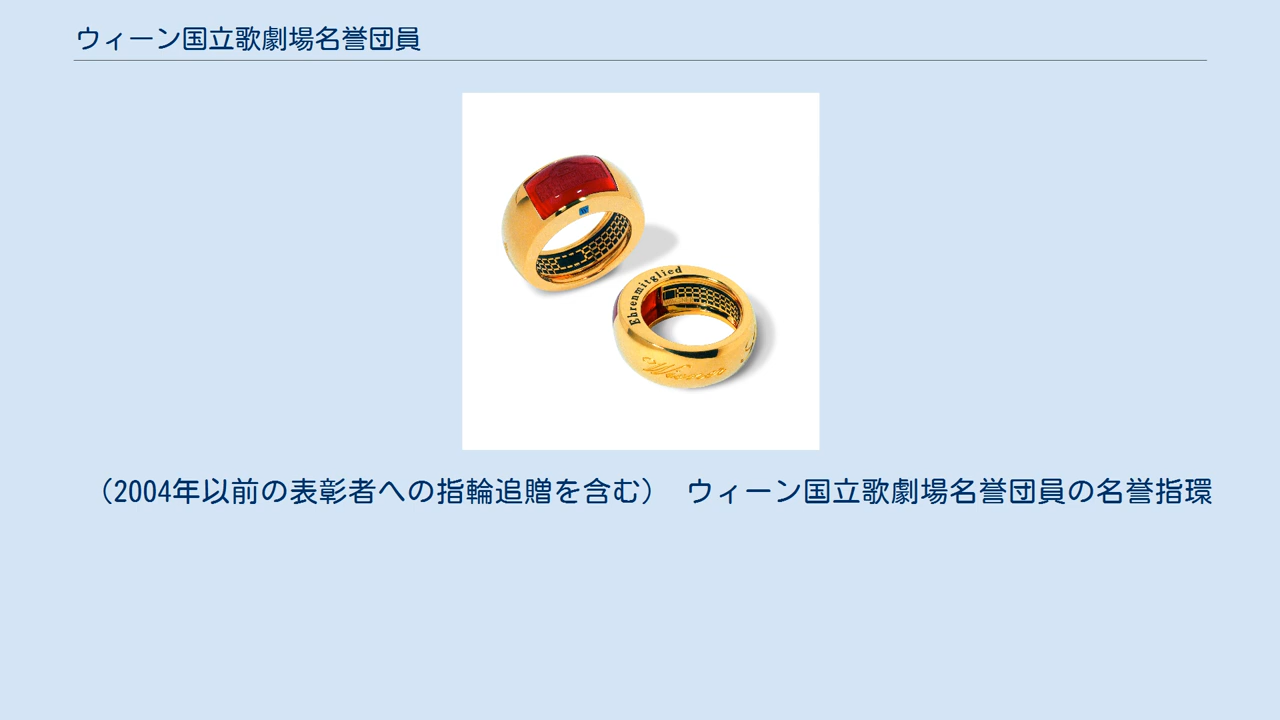 ウィーン国立歌劇場名誉団員
Ehrenmitglied
（2004年以前の表彰者への指輪追贈を含む）　ウィーン国立歌劇場名誉団員の名誉指環